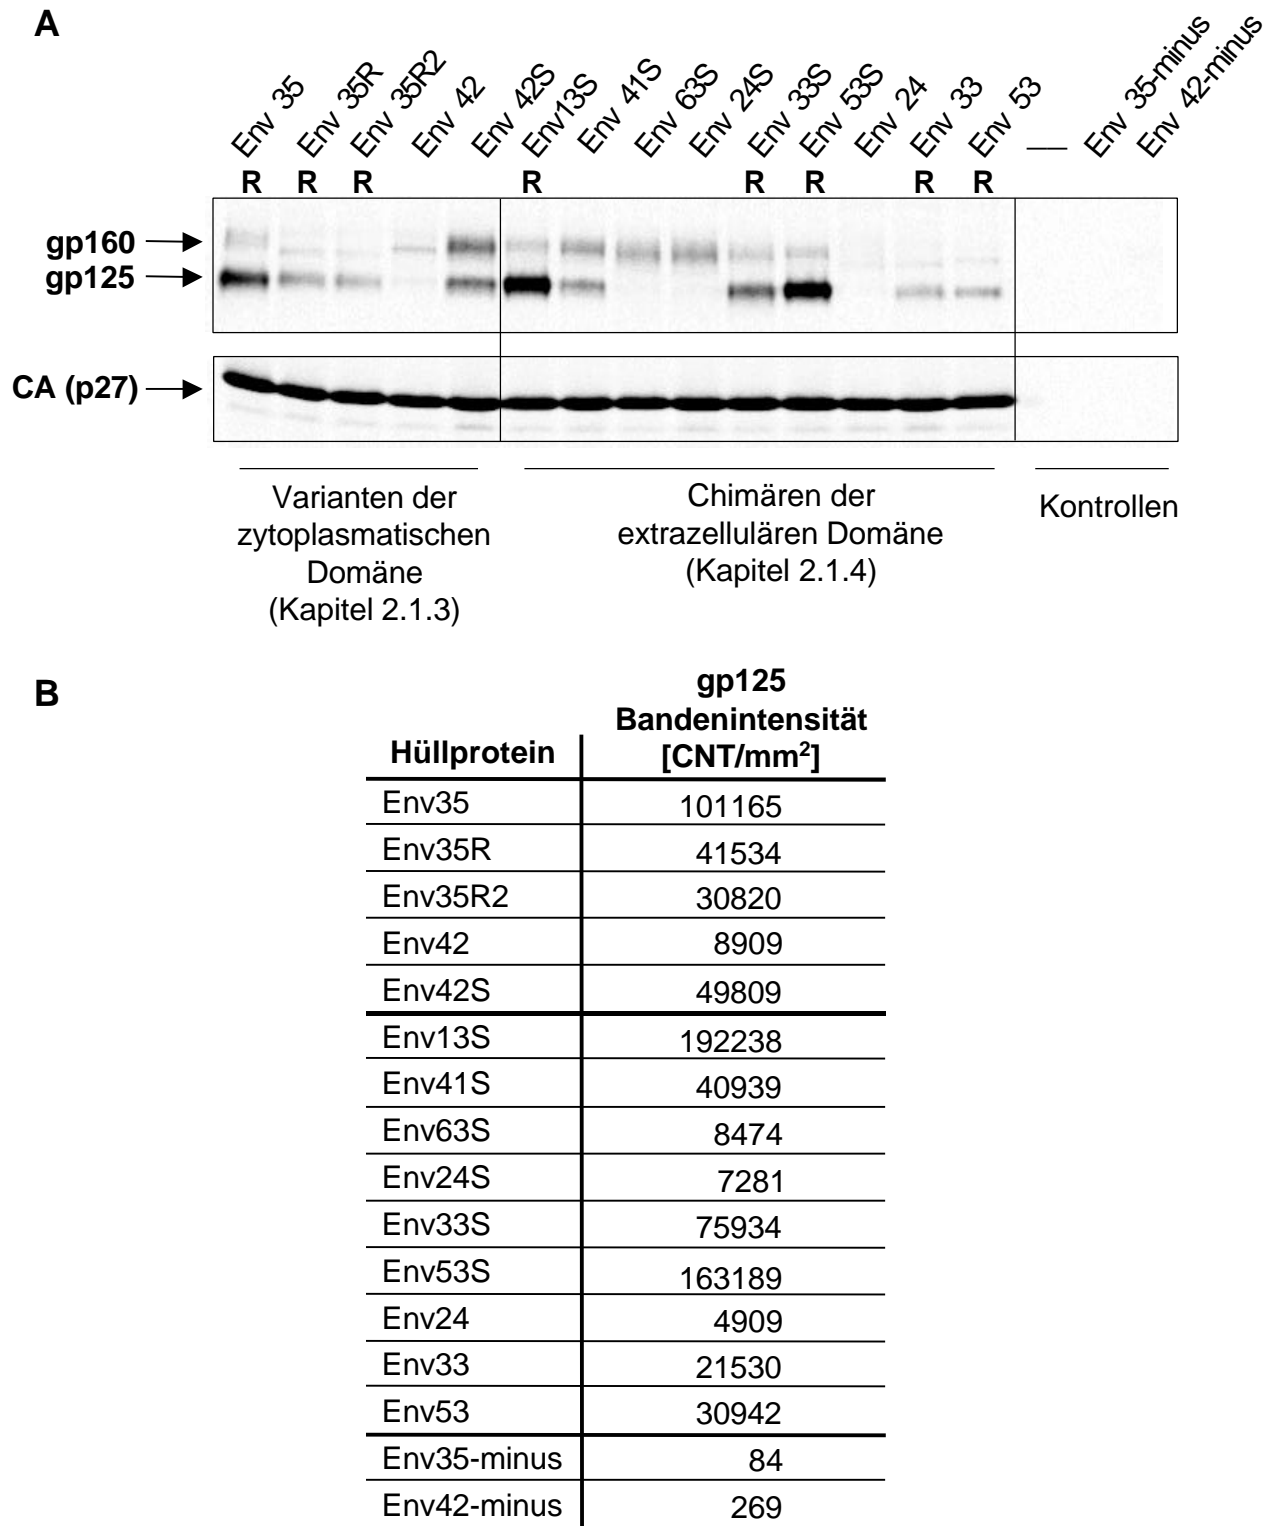 A
Env 35
Env 35R
Env 35R2
Env 42
Env 42S
Env13S
Env 41S
Env 63S
Env 24S
Env 33S
Env 53S
Env 24
Env 33
Env 53
—
Env 35-minus
Env 42-minus
R R R R R R R R
gp160
gp125
CA (p27)
Varianten der
zytoplasmatischen
Domäne
(Kapitel 2.1.3)
Chimären der
extrazellulären Domäne
(Kapitel 2.1.4)
Kontrollen
B
gp125
Bandenintensität
Hüllprotein [CNT/mm²]
Env35 101165
Env35R 41534
Env35R2 30820
Env42 8909
Env42S 49809
Env13S 192238
Env41S 40939
Env63S 8474
Env24S 7281
Env33S 75934
Env53S 163189
Env24 4909
Env33 21530
Env53 30942
Env35-minus 84
Env42-minus 269